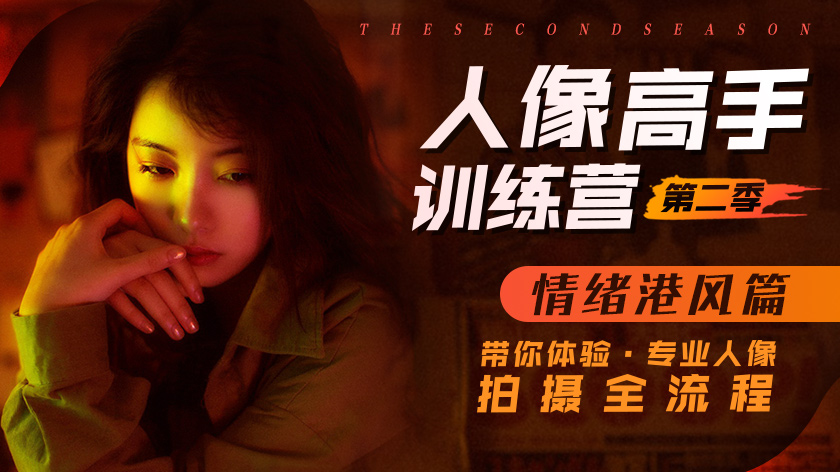 THESECONDSEASON
人像高手
训练营 第二季
情绪港风篇
带你体验·专业人像
拍摄全流程